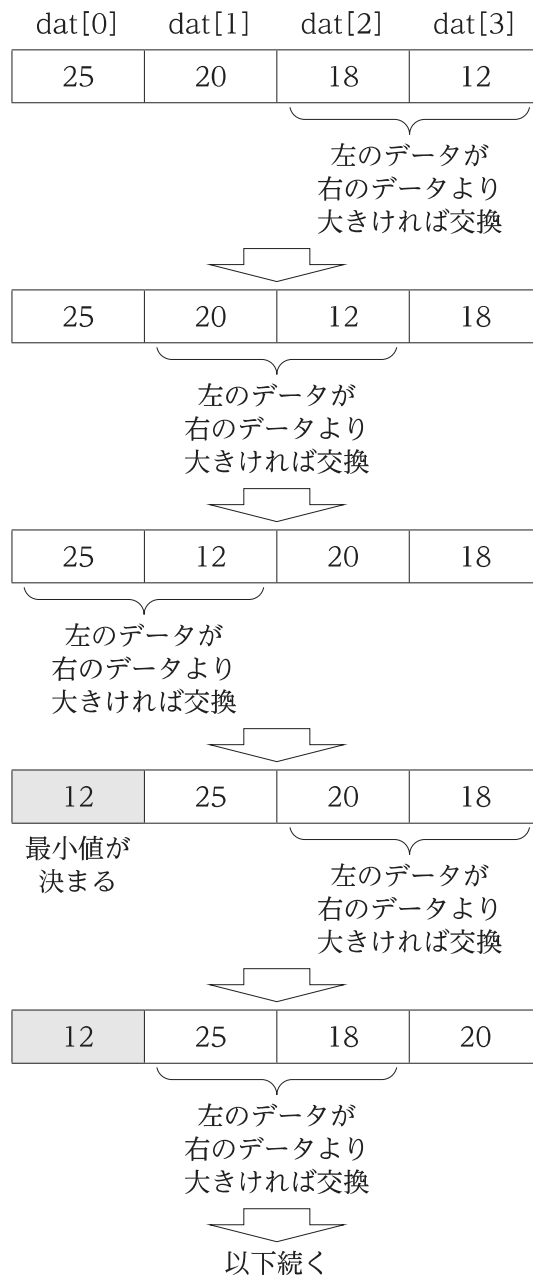 dat[0] dat[1] dat[2] dat[3]
25 20 18 12
左のデータが
右のデータより
大きければ交換
25 20 12 18
左のデータが
右のデータより
大きければ交換
25 12 20 18
左のデータが
右のデータより
大きければ交換
12 25 20 18
最小値が
決まる
左のデータが
右のデータより
大きければ交換
12 25 18 20
左のデータが
右のデータより
大きければ交換
以下続く